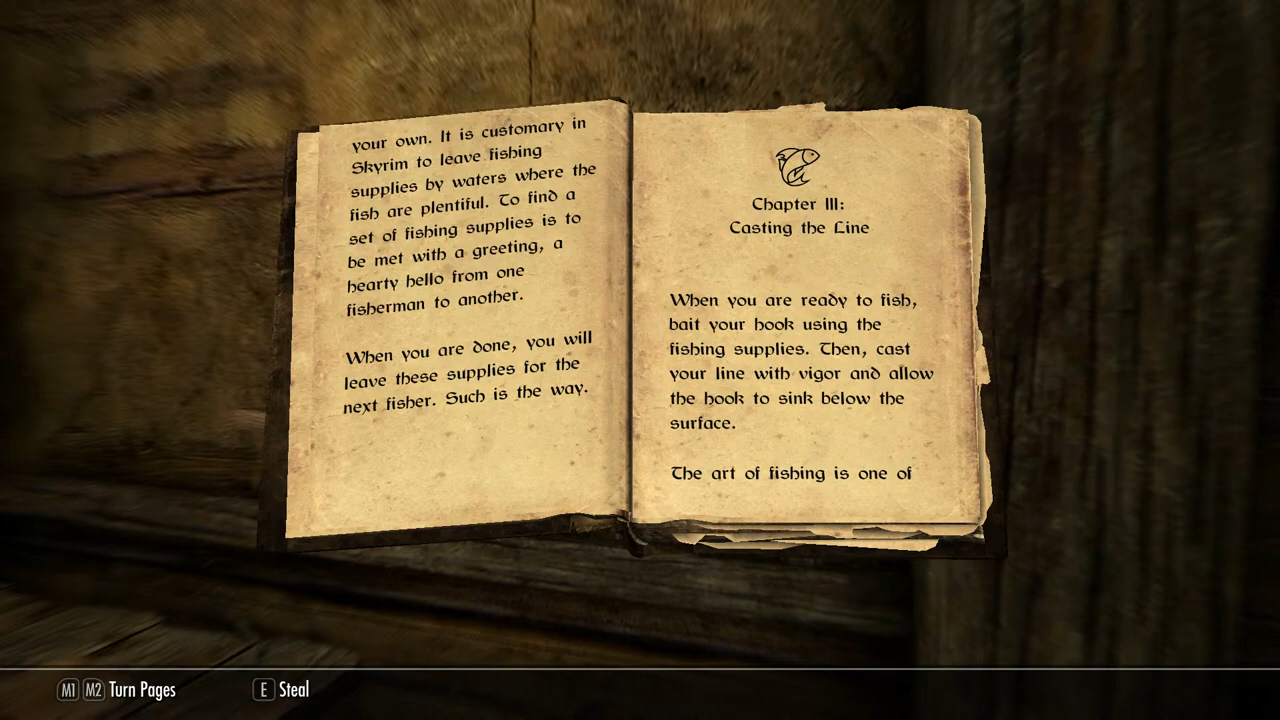 your own. It is customary in
Skyrim to leave fishing
supplies by waters where the
fish are plentiful. To find a
set of fishing supplies is to
be met with a greeting, a
hearty hello from one
fisherman to another.
When you are done, you will
leave these supplies for the
next fisher. Such is the way.
Chapter III:
Casting the Line
When you are ready to fish,
bait your hook using the
fishing supplies. Then, cast
your line with vigor and allow
the hook to sink below the
surface.
The art of fishing is one of
M1 M2 Turn Pages
E Steal